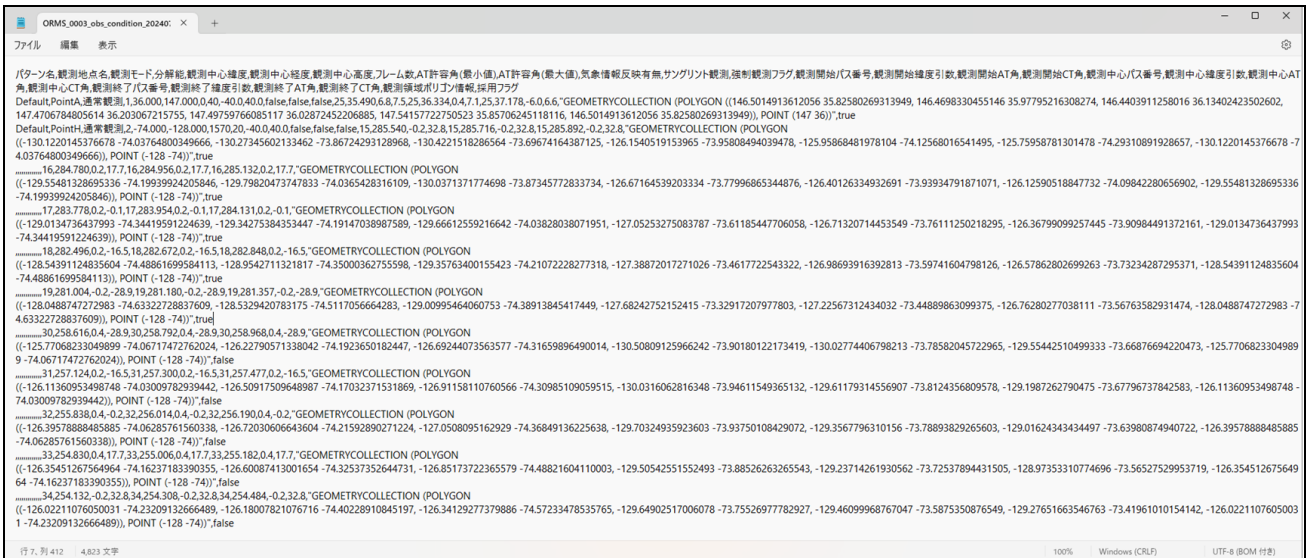 ORMS_0003_obs_condition_20240
ファイル 編集 表示
パターン名,観測地点名,観測モード,分解能,観測中心緯度,観測中心経度,観測中心高度,フレーム数,AT許容角(最小値),AT許容角(最大値),気象情報反映有無,サングリント観測,強制観測フラグ,観測開始パス番号,観測開始緯度引数,観測開始AT角,観測開始CT角,観測中心パス番号,観測中心緯度引数,観測中心AT
角,観測中心CT角,観測終了パス番号,観測終了緯度引数,観測終了AT角,観測終了CT角,観測領域ポリゴン情報,採用フラグ
Default,PointA,通常観測,1,36.000,147.000,0,40,-40.0,40.0,false,false,false,25,35.490,6.8,7.5,25,36.334,0.4,7.1,25,37.178,-6.0,6.6,"GEOMETRYCOLLECTION (POLYGON ((146.5014913612056 35.82580269313949, 146.4698330455146 35.97795216308274, 146.4403911258016 36.13402423502602,
147.4706784805614 36.203067215755, 147.49759766085117 36.02872452206885, 147.54157722750523 35.85706245118116, 146.5014913612056 35.82580269313949)), POINT (147 36))",true
Default,PointH,通常観測,2,-74.000,-128.000,1570,20,-40.0,40.0,false,false,false,15,285.540,-0.2,32.8,15,285.716,-0.2,32.8,15,285.892,-0.2,32.8,"GEOMETRYCOLLECTION (POLYGON
((-130.1220145376678 -74.03764800349666, -130.27345602133462 -73.86724293128968, -130.4221518286564 -73.69674164387125, -126.1540519153965 -73.95808494039478, -125.95868481978104 -74.12568016541495, -125.75958781301478 -74.29310891928657, -130.1220145376678 -7
4.03764800349666)), POINT (-128 -74))",true
,,,,,,,,,,,,,16,284.780,0.2,17.7,16,284.956,0.2,17.7,16,285.132,0.2,17.7,"GEOMETRYCOLLECTION (POLYGON
((-129.55481328695336 -74.19939924205846, -129.79820473747833 -74.0365428316109, -130.0371371774698 -73.87345772833734, -126.67164539203334 -73.77996865344876, -126.40126334932691 -73.93934791871071, -126.12590518847732 -74.09842280656902, -129.55481328695336
-74.19939924205846)), POINT (-128 -74))",true
,,,,,,,,,,,,,17,283.778,0.2,-0.1,17,283.954,0.2,-0.1,17,284.131,0.2,-0.1,"GEOMETRYCOLLECTION (POLYGON
((-129.0134736437993 -74.34419591224639, -129.34275384353447 -74.19147038987589, -129.66612559216642 -74.03828038071951, -127.05253275083787 -73.61185447706058, -126.71320714453549 -73.76111250218295, -126.36799099257445 -73.90984491372161, -129.0134736437993
-74.34419591224639)), POINT (-128 -74))",true
,,,,,,,,,,,,,18,282.496,0.2,-16.5,18,282.672,0.2,-16.5,18,282.848,0.2,-16.5,"GEOMETRYCOLLECTION (POLYGON
((-128.54391124835604 -74.48861699584113, -128.9542711321817 -74.35000362755598, -129.35763400155423 -74.21072228277318, -127.38872017271026 -73.4617722543322, -126.98693916392813 -73.59741604798126, -126.57862802699263 -73.73234287295371, -128.54391124835604
-74.48861699584113)), POINT (-128 -74))",true
,,,,,,,,,,,,,19,281.004,-0.2,-28.9,19,281.180,-0.2,-28.9,19,281.357,-0.2,-28.9,"GEOMETRYCOLLECTION (POLYGON
((-128.0488747272983 -74.63322728837609, -128.5329420783175 -74.5117056664283, -129.00995464060753 -74.38913845417449, -127.68242752152415 -73.32917207977803, -127.22567312434032 -73.44889863099375, -126.76280277038111 -73.56763582931474, -128.0488747272983 -7
4.63322728837609)), POINT (-128 -74))",true
,,,,,,,,,,,,,30,258.616,0.4,-28.9,30,258.792,0.4,-28.9,30,258.968,0.4,-28.9,"GEOMETRYCOLLECTION (POLYGON
((-125.77068233049899 -74.06717472762024, -126.22790571338042 -74.1923650182447, -126.69244073563577 -74.31659896490014, -130.50809125966242 -73.90180122173419, -130.02774406798213 -73.78582045722965, -129.55442510499333 -73.66876694220473, -125.7706823304989
9 -74.06717472762024)), POINT (-128 -74))",false
,,,,,,,,,,,,,31,257.124,0.2,-16.5,31,257.300,0.2,-16.5,31,257.477,0.2,-16.5,"GEOMETRYCOLLECTION (POLYGON
((-126.11360953498748 -74.03009782939442, -126.50917509648987 -74.17032371531869, -126.91158110760566 -74.30985109059515, -130.0316062816348 -73.94611549365132, -129.61179314556907 -73.8124356809578, -129.1987262790475 -73.67796737842583, -126.11360953498748 -
74.03009782939442)), POINT (-128 -74))",false
,,,,,,,,,,,,,32,255.838,0.4,-0.2,32,256.014,0.4,-0.2,32,256.190,0.4,-0.2,"GEOMETRYCOLLECTION (POLYGON
((-126.39578888485885 -74.06285761560338, -126.72030606643604 -74.21592890271224, -127.0508095162929 -74.36849136225638, -129.70324935923603 -73.93750108429072, -129.3567796310156 -73.78893829265603, -129.01624343434497 -73.63980874940722, -126.39578888485885
-74.06285761560338)), POINT (-128 -74))",false
,,,,,,,,,,,,,33,254.830,0.4,17.7,33,255.006,0.4,17.7,33,255.182,0.4,17.7,"GEOMETRYCOLLECTION (POLYGON
((-126.35451267564964 -74.16237183390355, -126.60087413001654 -74.32537352644731, -126.85173722365579 -74.48821604110003, -129.50542551552493 -73.88526263265543, -129.23714261930562 -73.72537894431505, -128.97353310774696 -73.56527529953719, -126.354512675649
64 -74.16237183390355)), POINT (-128 -74))",false
,,,,,,,,,,,,,34,254.132,-0.2,32.8,34,254.308,-0.2,32.8,34,254.484,-0.2,32.8,"GEOMETRYCOLLECTION (POLYGON
((-126.02211076050031 -74.23209132666489, -126.18007821076716 -74.40228910845197, -126.34129277379886 -74.57233478535765, -129.64902517006078 -73.7552697782927, -129.46099968767047 -73.5875350876549, -129.27651663546763 -73.41961010154142, -126.0221107605003
1 -74.23209132666489)), POINT (-128 -74))",false
行 7、列 412 4,823 文字 100% Windows (CRLF) UTF-8 (BOM 付き)